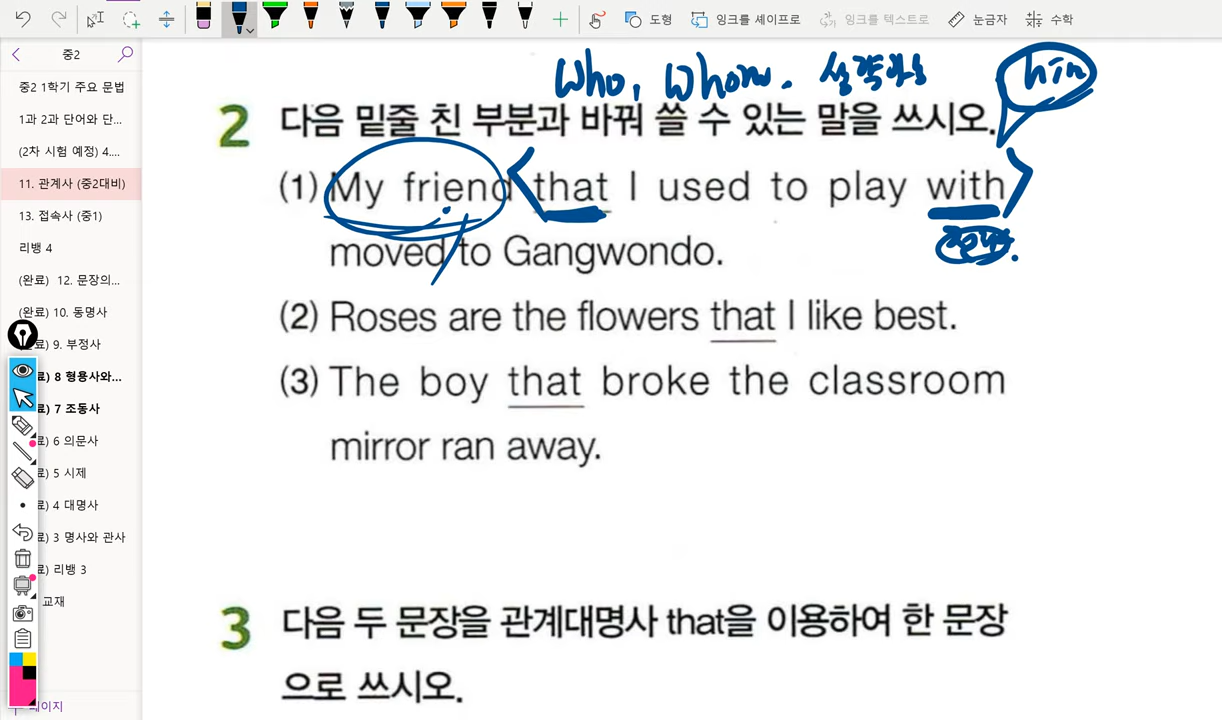 도형
잉크를 셰이프로
잉크를 텍스트로
눈금자
수학
중2
중2 1학기 주요 문법
1과 2과 단어와 단...
(2차 시험 예정) 4....
11. 관계사 (중2대비)
13. 접속사 (중1)
리뱅 4
(완료) 12. 문장의...
(완료) 10. 동명사
료) 9. 부정사
료) 8 형용사와...
료) 7 조동사
료) 6 의문사
료) 5 시제
료) 4 대명사
료) 3 명사와 관사
료) 리뱅 3
교재
페이지
who, whom. 생략가능
him
2 다음 밑줄 친 부분과 바꿔 쓸 수 있는 말을 쓰시오.
(1) My friend that I used to play with
moved to Gangwondo.
(2) Roses are the flowers that I like best.
(3) The boy that broke the classroom
mirror ran away.
3 다음 두 문장을 관계대명사 that을 이용하여 한 문장
으로 쓰시오.